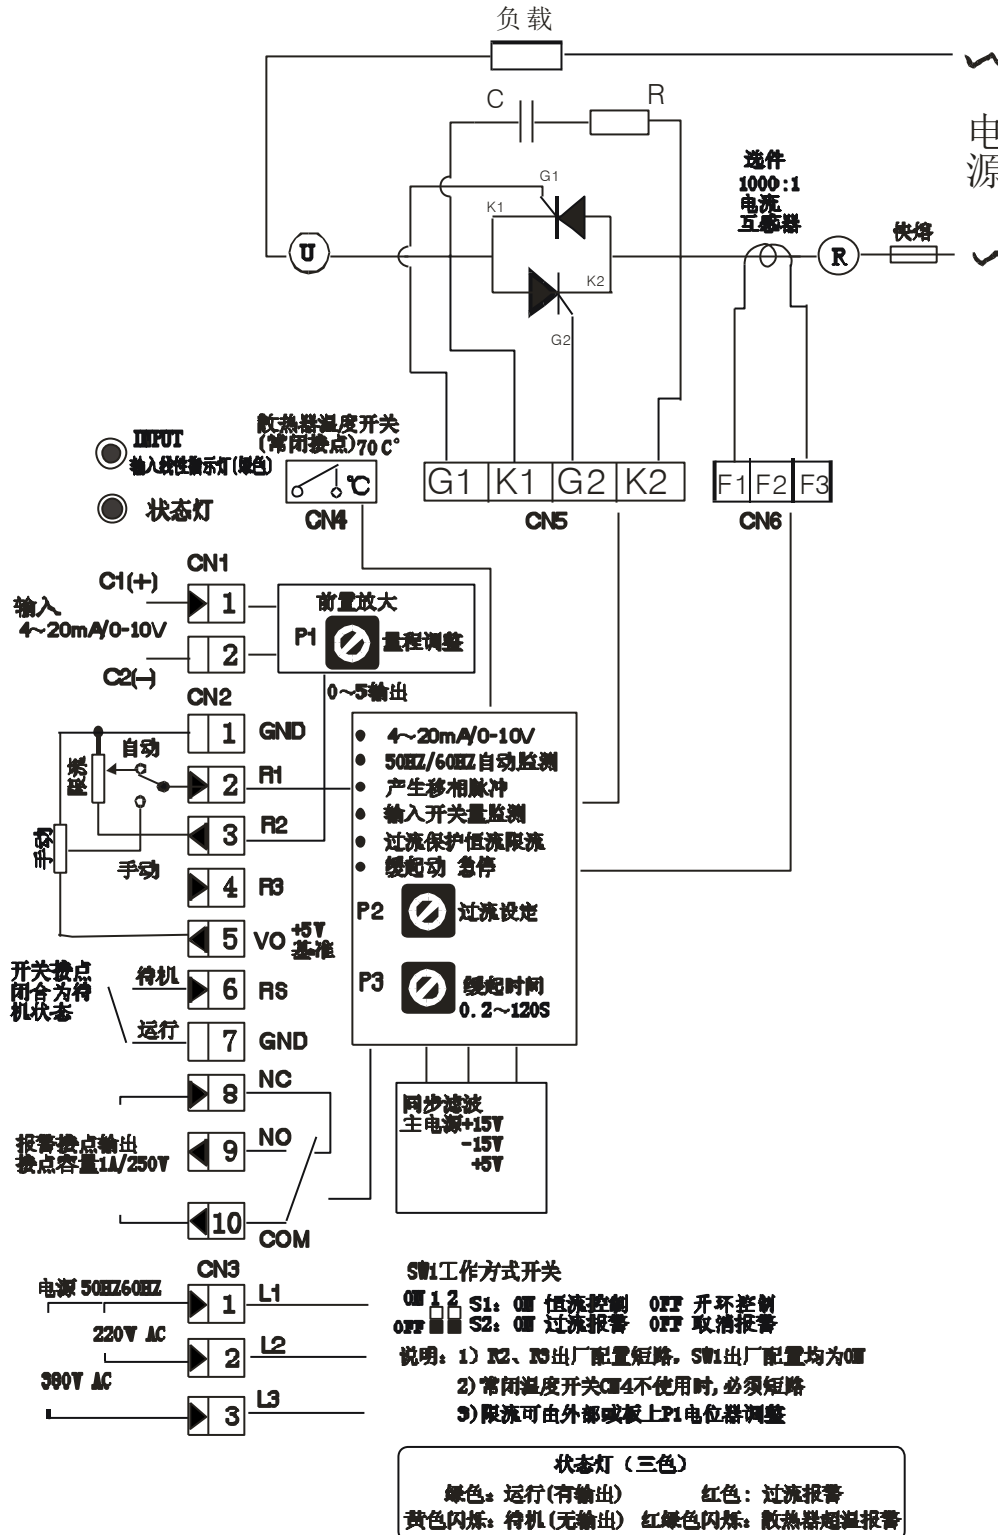 负载
C
R
电源
选件
1000:1
电流
互感器
G1
K1
U
R
快熔
K2
G2
散热器温度开关
(常闭接点)70C°
INPUT
输入线性指示灯(绿色)
℃
G1 K1 G2 K2
F1 F2 F3
状态灯
CN4
CN5
CN6
CN1
C1(+)
1
前置放大
输入
4~20mA/0-10V
P1
量程调整
2
C2(—)
CN2
0~5输出
1
GND
4~20mA/0-10V
自动
50HZ/60HZ自动监测
限流
2
R1
产生移相脉冲
输入开关量监测
3
R2
过流保护恒流限流
手动
手动
缓起动 急停
4
R3
P2
过流设定
5
VO
+5V
基准
开关接点
闭合为待
机状态
待机
6
RS
P3
缓起时间
0.2~120S
运行
7
GND
8
NC
同步滤波
主电源+15V
-15V
+5V
报警接点输出
接点容量1A/250V
9
NO
10
COM
CN3
SW1工作方式开关
电源 50HZ60HZ
1
L1
ON 1 2
S1: ON 恒流控制 OFF 开环控制
OFF
S2: ON 过流报警 OFF 取消报警
220V AC
2
L2
说明: 1) R2、R3出厂配置短路, SW1出厂配置均为ON
380V AC
2)常闭温度开关CN4不使用时,必须短路
3
L3
3)限流可由外部或板上P1电位器调整
状态灯 (三色)
绿色: 运行(有输出) 红色: 过流报警
黄色闪烁: 待机(无输出) 红绿色闪烁: 散热器超温报警